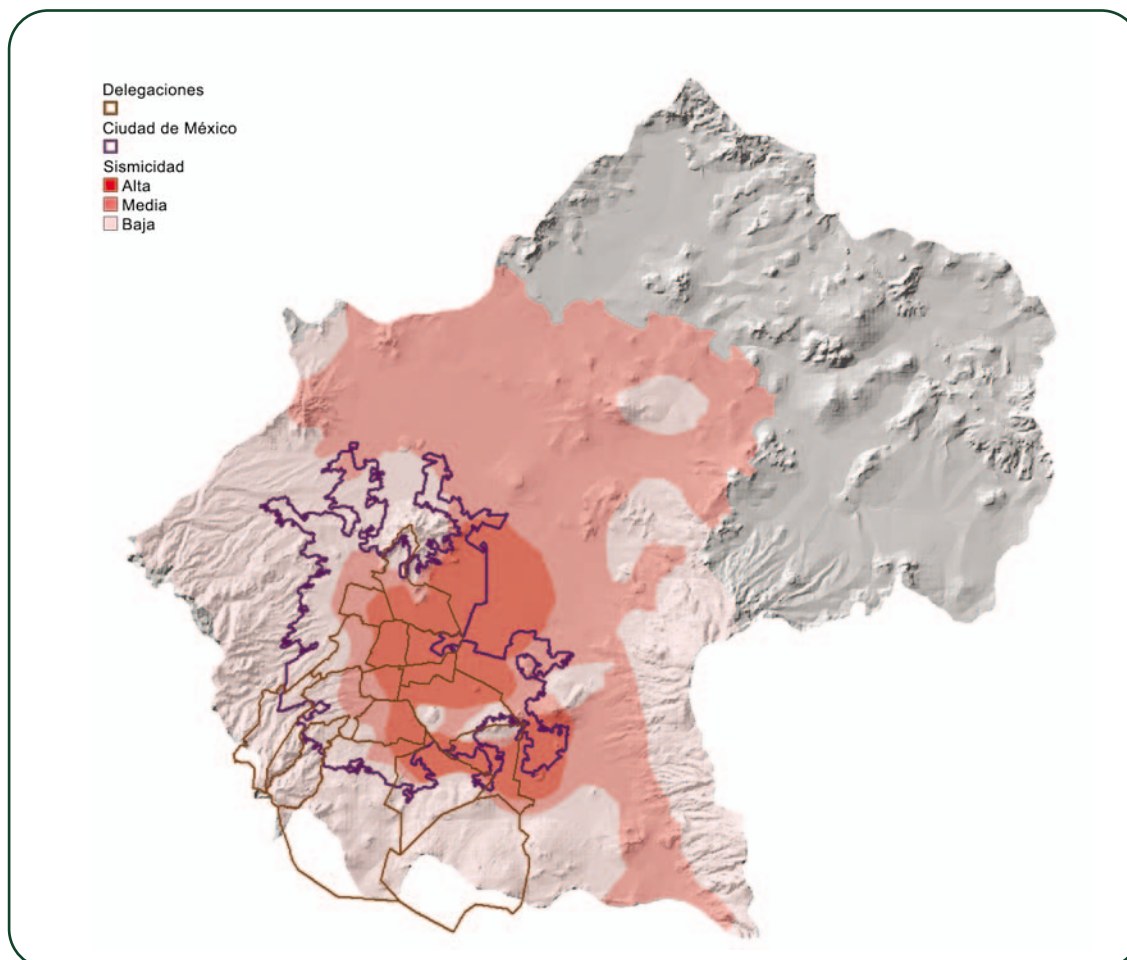 Delegaciones
Ciudad de México
Sismicidad
Alta
Media
Baja